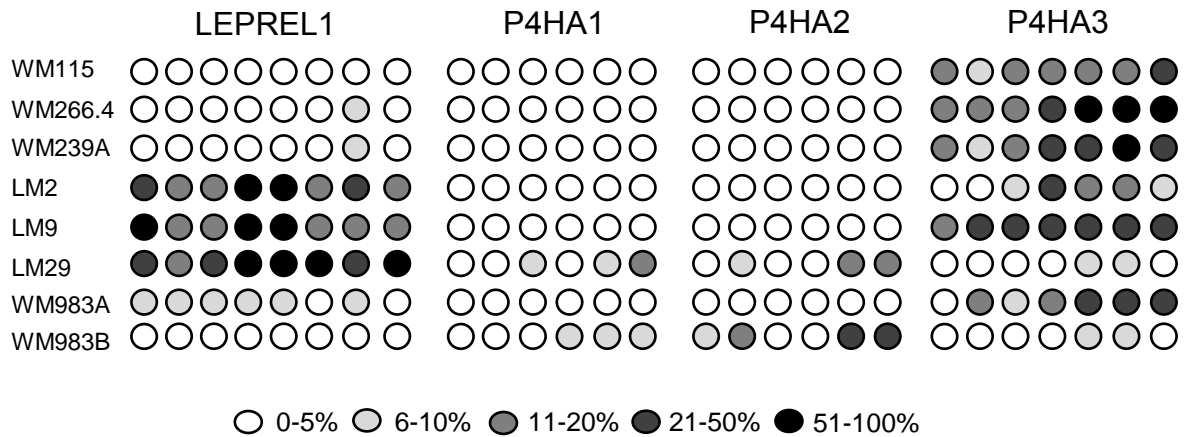 LEPREL1 P4HA1 P4HA2 P4HA3
WM115
WM266.4
WM239A
LM2
LM9
LM29
WM983A
WM983B
0-5% 6-10% 11-20% 21-50% 51-100%